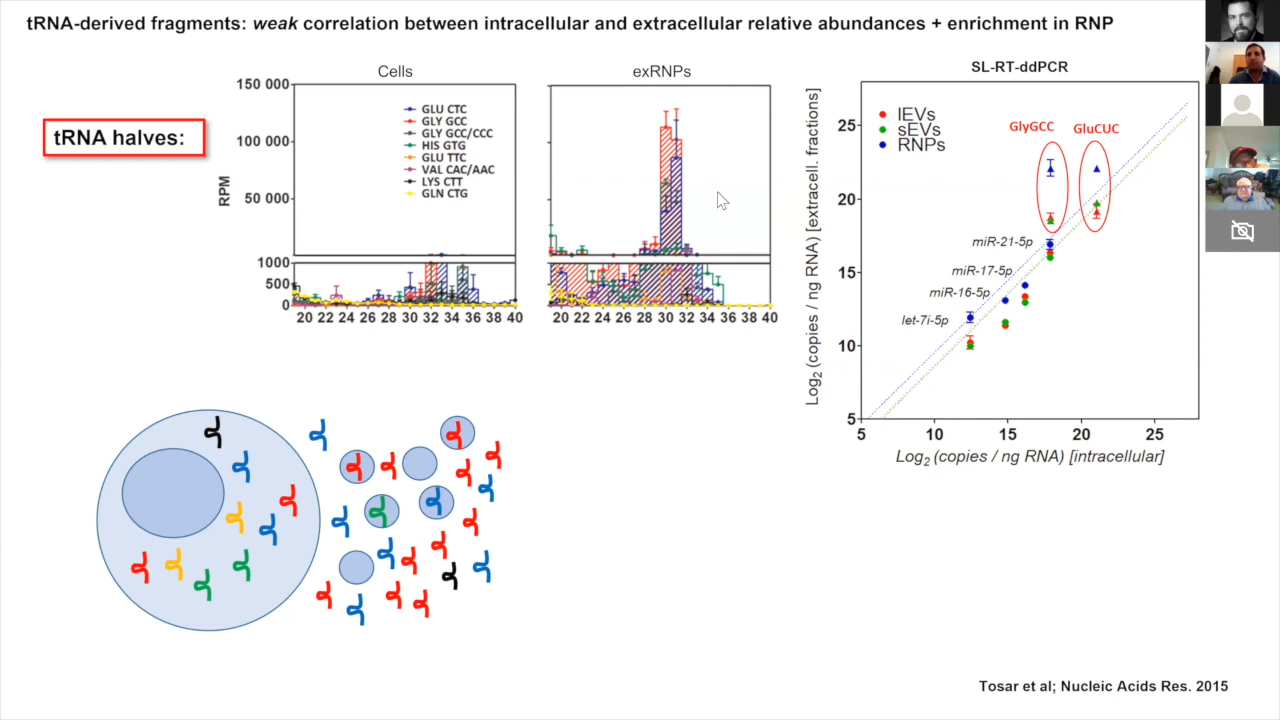 tRNA-derived fragments: weak correlation between intracellular and extracellular relative abundances + enrichment in RNP
tRNA halves:
Cells
150 000
100 000
50 000
1000
500
0
RPM
GLU CTC
GLY GCC
GLY GCC/CCC
HIS GTG
GLU TTC
VAL CAC/AAC
LYS CTT
GLN CTG
20 22 24 26 28 30 32 34 36 38 40
exRNPs
20 22 24 26 28 30 32 34 36 38 40
SL-RT-ddPCR
Log2 (copies / ng RNA) [extracell. fractions]
25
20
15
10
5
lEVs
sEVs
RNPs
GlyGCC
GluCUC
miR-21-5p
miR-17-5p
miR-16-5p
let-7i-5p
5 10 15 20 25
Log2 (copies / ng RNA) [intracellular]
Tosar et al; Nucleic Acids Res. 2015